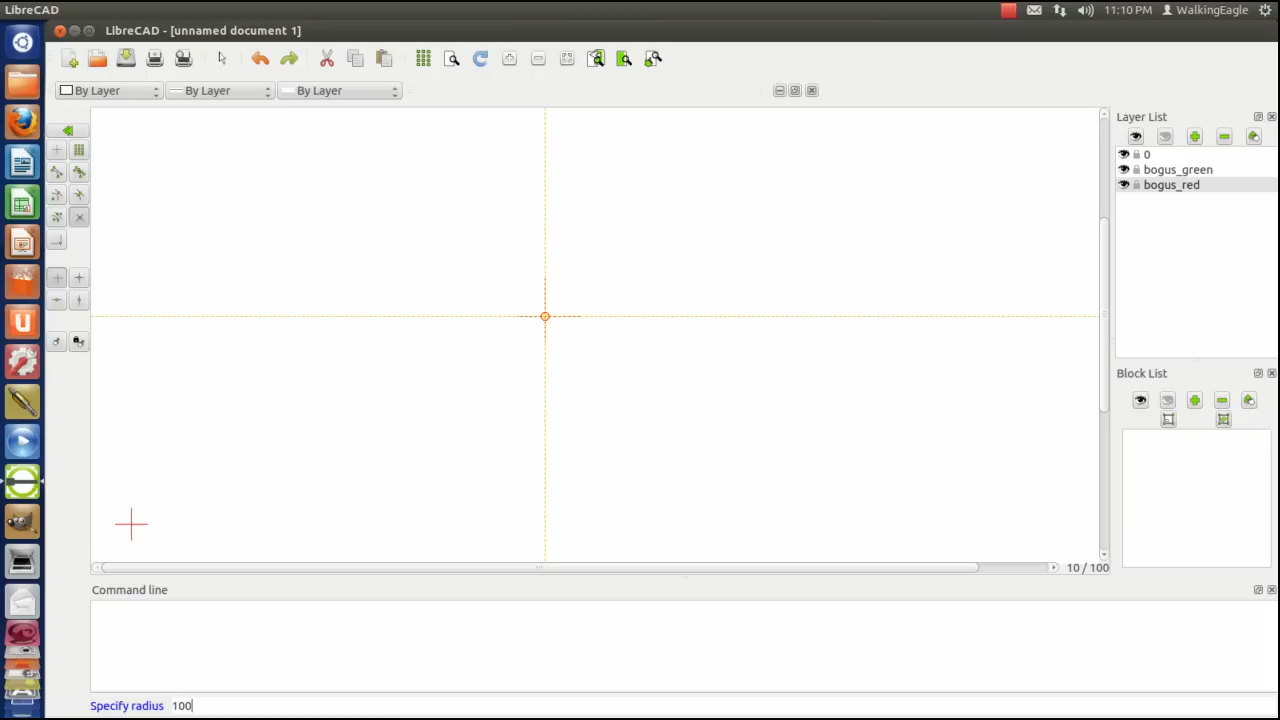 LibreCAD
11:10 PM WalkingEagle
LibreCAD - [unnamed document 1]
By Layer By Layer By Layer
Layer List
0
bogus_green
bogus_red
Block List
10 / 100
Command line
Specify radius 100